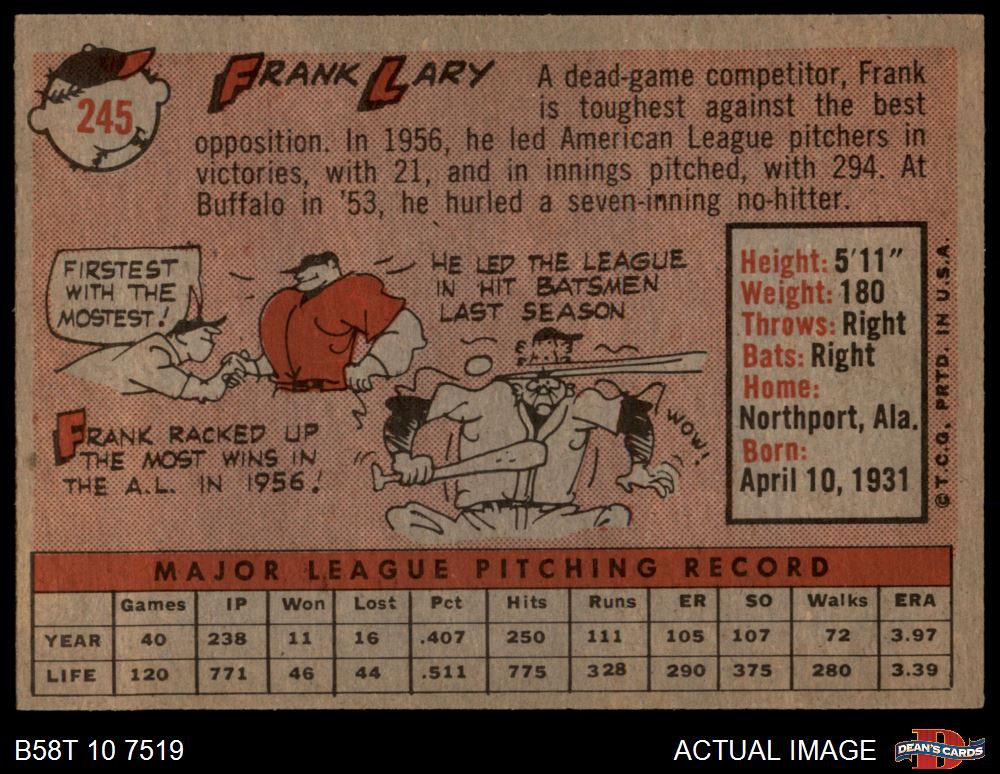 245
FRANK LARY
A dead-game competitor, Frank
is toughest against the best
opposition. In 1956, he led American League pitchers in
victories, with 21, and in innings pitched, with 294. At
Buffalo in '53, he hurled a seven-inning no-hitter.
FIRSTEST
WITH THE
MOSTEST!
HE LED THE LEAGUE
IN HIT BATSMEN
LAST SEASON
FRANK RACKED UP
THE MOST WINS IN
THE A.L. IN 1956!
WOW!
Height: 5'11"
Weight: 180
Throws: Right
Bats: Right
Home:
Northport, Ala.
Born:
April 10, 1931
© T.C.G. PRTD. IN U.S.A.
MAJOR LEAGUE PITCHING RECORD
Games IP Won Lost Pct Hits Runs ER SO Walks ERA
YEAR 40 238 11 16 .407 250 111 105 107 72 3.97
LIFE 120 771 46 44 .511 775 328 290 375 280 3.39
B58T 10 7519
ACTUAL IMAGE
D
DEAN'S CARDS